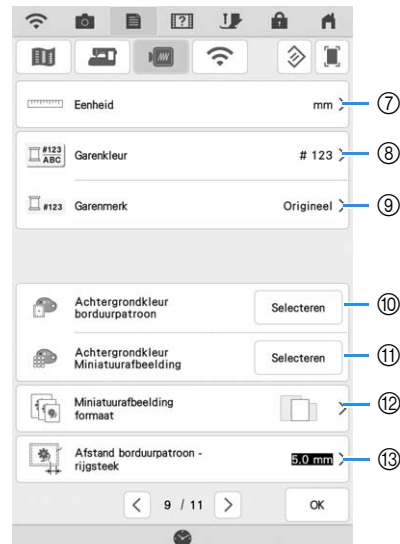 ?
Eenheid mm > ⑦
#123
ABC
Garenkleur # 123 > ⑧
#123 Garenmerk Origineel > ⑨
Achtergrondkleur
borduurpatroon
Selecteren ⑩
Achtergrondkleur
Miniatuurafbeelding
Selecteren ⑪
Miniatuurafbeelding
formaat
> ⑫
Afstand borduurpatroon -
rijgsteek
5.0 mm > ⑬
< 9 / 11 > OK